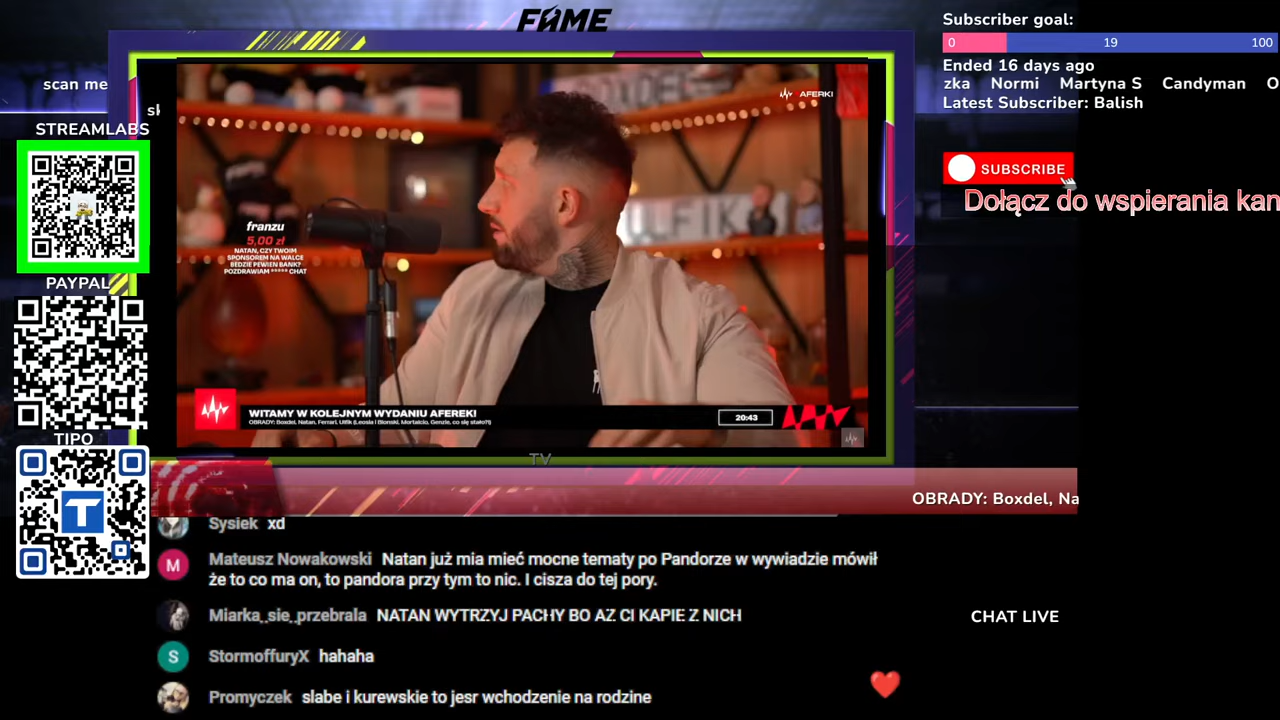 FAME
Subscriber goal:
0 19 100
Ended 16 days ago
zka Normi Martyna S Candyman O
Latest Subscriber: Balish
SUBSCRIBE
Dołącz do wspierania kan
scan me
sk
STREAMLABS
PAYPAL
TIPO
T
AFERKI
franzu
5,00 zł
NATAN, CZY TWOIM
SPONSOREM NA WALCE
BEDZIE PEWIEN BANK?
POZDRAWIAM ***** CHAT
WITAMY W KOLEJNYM WYDANIU AFEREK!
OBRADY: Boxdel, Natan, Ferrari, Ulfik (Leosia i Blonski, Mortalcio, Genzie, co się stało?!)
20:43
TV
OBRADY: Boxdel, Na
Sysiek xd
M Mateusz Nowakowski Natan już mia mieć mocne tematy po Pandorze w wywiadzie mówił
że to co ma on, to pandora przy tym to nic. I cisza do tej pory.
Miarka_sie_przebrala NATAN WYTRZYJ PACHY BO AZ CI KAPIE Z NICH
CHAT LIVE
S StormoffuryX hahaha
Promyczek slabe i kurewskie to jesr wchodzenie na rodzine